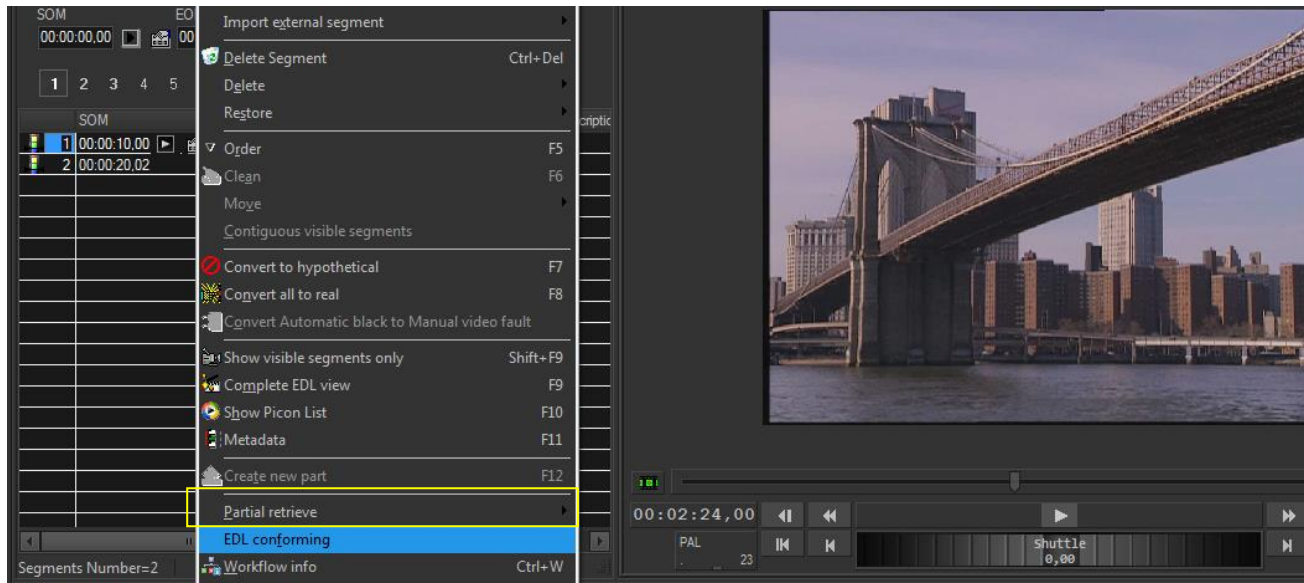 SOM EO
00:00:00,00 00
1 2 3 4 5
SOM
1 00:00:10,00
2 00:00:20,02
Segments Number=2
Import external segment
Delete Segment Ctrl+Del
Delete
Restore
Order F5
Clean F6
Move
Contiguous visible segments
Convert to hypothetical F7
Convert all to real F8
Convert Automatic black to Manual video fault
Show visible segments only Shift+F9
Complete EDL view F9
Show Picon List F10
Metadata F11
Create new part F12
Partial retrieve
EDL conforming
Workflow info Ctrl+W
criptic
00:02:24,00
PAL
23
Shuttle
0,00